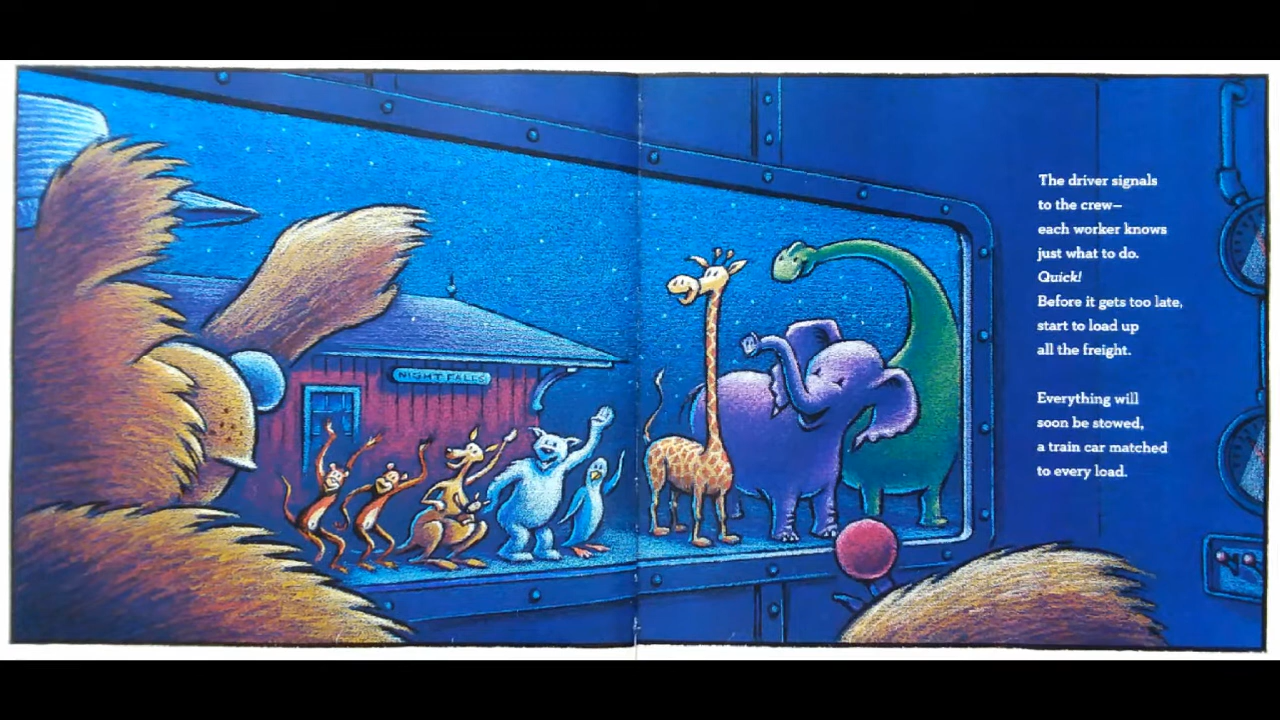 NIGHT FALLS
The driver signals
to the crew—
each worker knows
just what to do.
Quick!
Before it gets too late,
start to load up
all the freight.
Everything will
soon be stowed,
a train car matched
to every load.